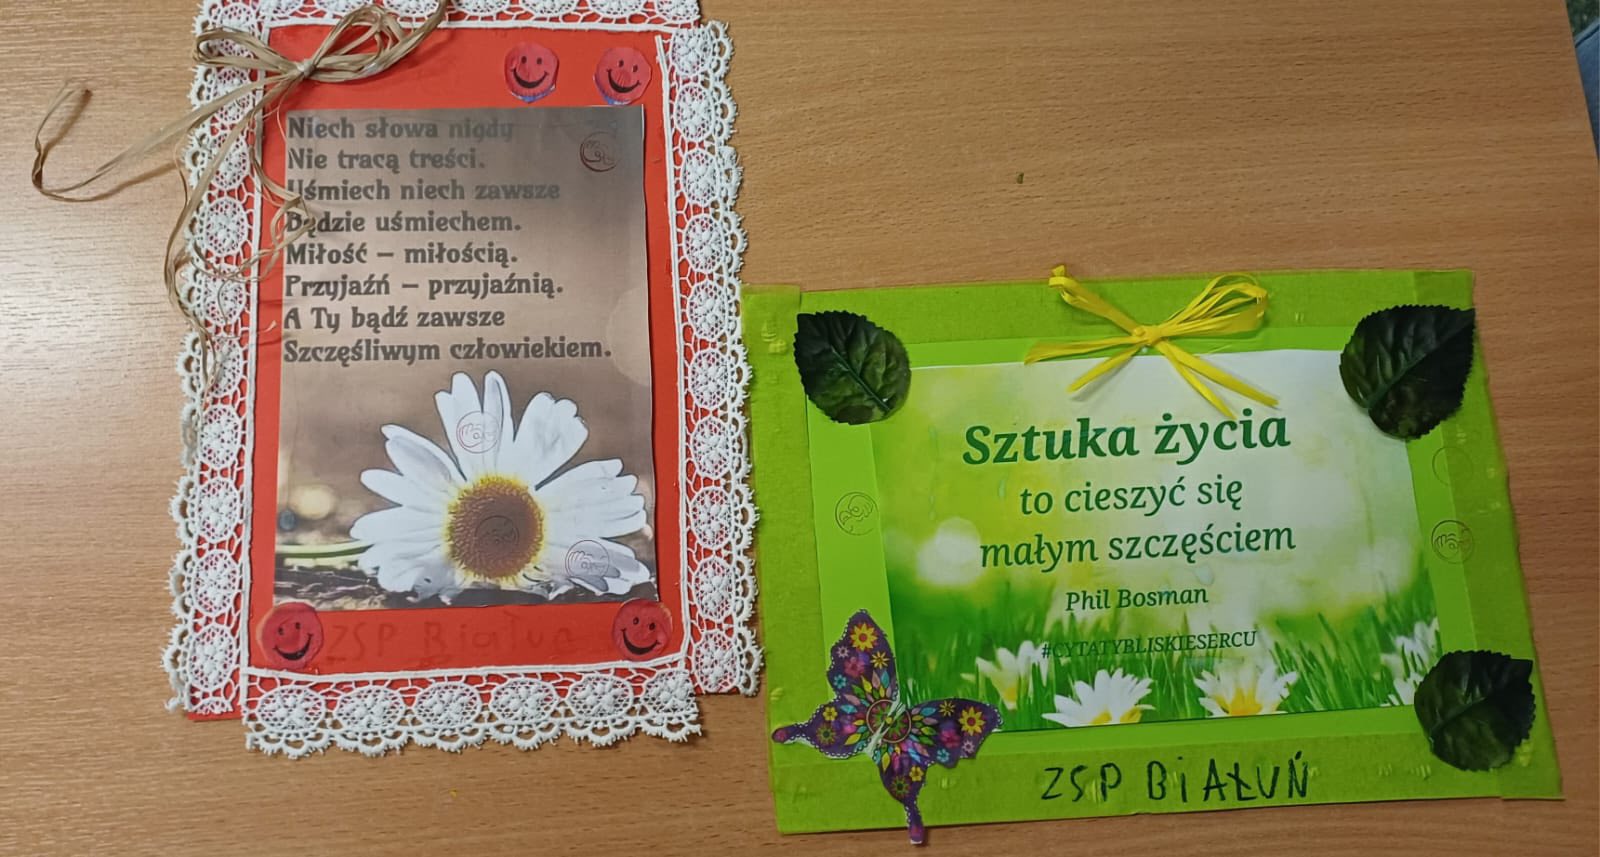 Niech słowa nigdy
Nie tracą treści.
Uśmiech niech zawsze
Będzie uśmiechem.
Miłość – miłością.
Przyjaźń – przyjaźnią.
A Ty bądź zawsze
Szczęśliwym człowiekiem.
ZSP Białuń
Sztuka życia
to cieszyć się
małym szczęściem
Phil Bosman
#CYTATYBLISKIESERCU
ZSP BiAŁUŃ